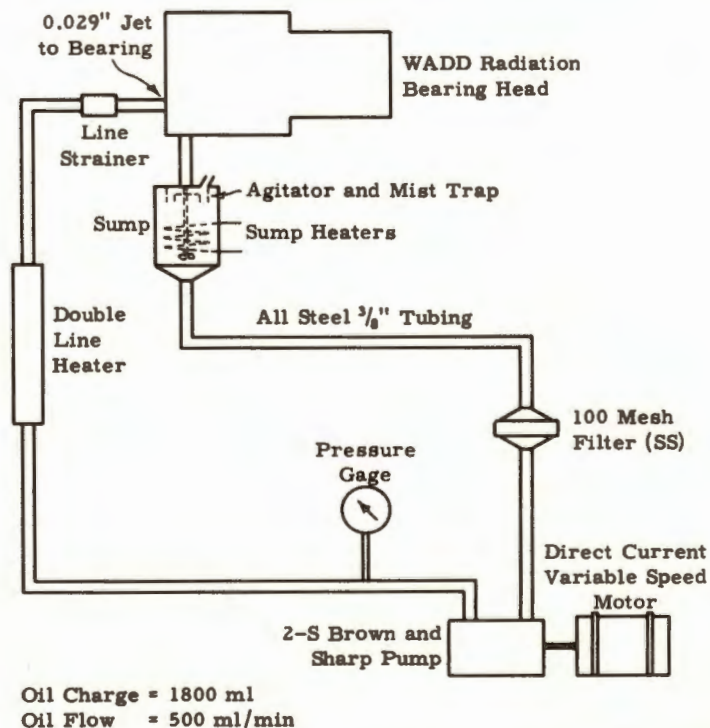 0.029" Jet
to Bearing
WADD Radiation
Bearing Head
Line
Strainer
Agitator and Mist Trap
Sump
Sump Heaters
Double
Line
Heater
All Steel 3/8" Tubing
100 Mesh
Filter (SS)
Pressure
Gage
Direct Current
Variable Speed
Motor
2-S Brown and
Sharp Pump
Oil Charge = 1800 ml
Oil Flow = 500 ml/min